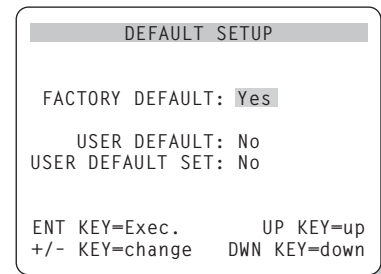 DEFAULT SETUP
FACTORY DEFAULT: Yes
USER DEFAULT: No
USER DEFAULT SET: No
ENT KEY=Exec. UP KEY=up
+/- KEY=change DWN KEY=down